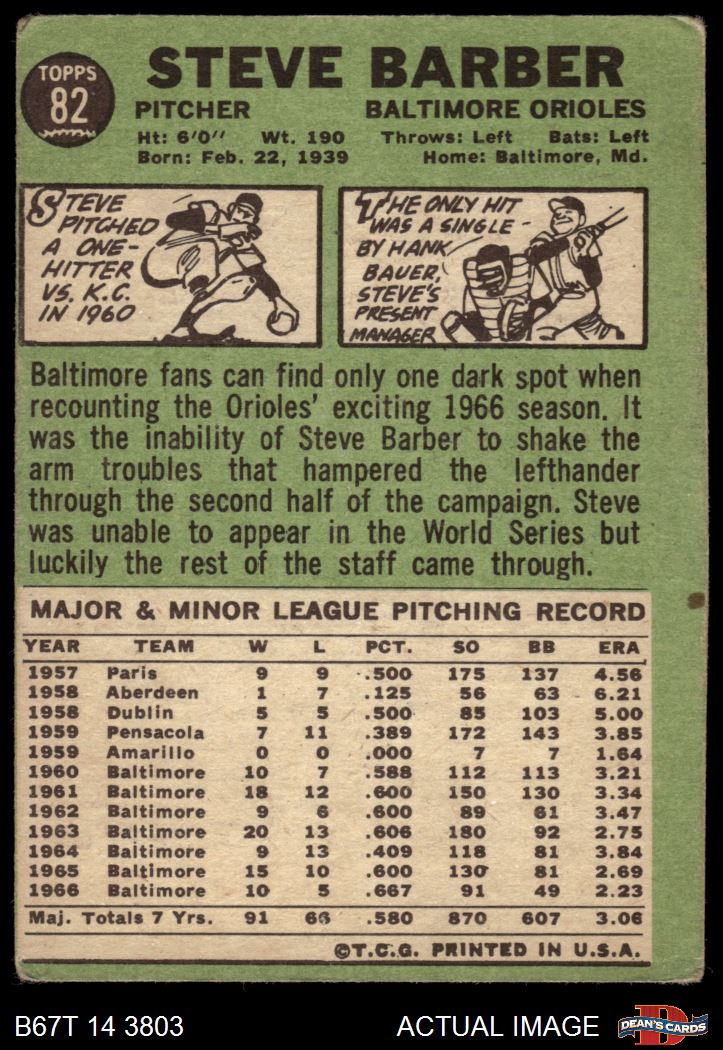 TOPPS
82
STEVE BARBER
PITCHER BALTIMORE ORIOLES
Ht: 6'0" Wt. 190 Throws: Left Bats: Left
Born: Feb. 22, 1939 Home: Baltimore, Md.
STEVE
PITCHED
A ONE-
HITTER
VS. K.C.
IN 1960
THE ONLY HIT
WAS A SINGLE -
BY HANK
BAUER,
STEVE'S
PRESENT
MANAGER
Baltimore fans can find only one dark spot when
recounting the Orioles' exciting 1966 season. It
was the inability of Steve Barber to shake the
arm troubles that hampered the lefthander
through the second half of the campaign. Steve
was unable to appear in the World Series but
luckily the rest of the staff came through.
MAJOR & MINOR LEAGUE PITCHING RECORD
YEAR TEAM W L PCT. SO BB ERA
1957 Paris 9 9 .500 175 137 4.56
1958 Aberdeen 1 7 .125 56 63 6.21
1958 Dublin 5 5 .500 85 103 5.00
1959 Pensacola 7 11 .389 172 143 3.85
1959 Amarillo 0 0 .000 7 7 1.64
1960 Baltimore 10 7 .588 112 113 3.21
1961 Baltimore 18 12 .600 150 130 3.34
1962 Baltimore 9 6 .600 89 61 3.47
1963 Baltimore 20 13 .606 180 92 2.75
1964 Baltimore 9 13 .409 118 81 3.84
1965 Baltimore 15 10 .600 130 81 2.69
1966 Baltimore 10 5 .667 91 49 2.23
Maj. Totals 7 Yrs. 91 66 .580 870 607 3.06
©T.C.G. PRINTED IN U.S.A.
B67T 14 3803 ACTUAL IMAGE
DEAN'S CARDS